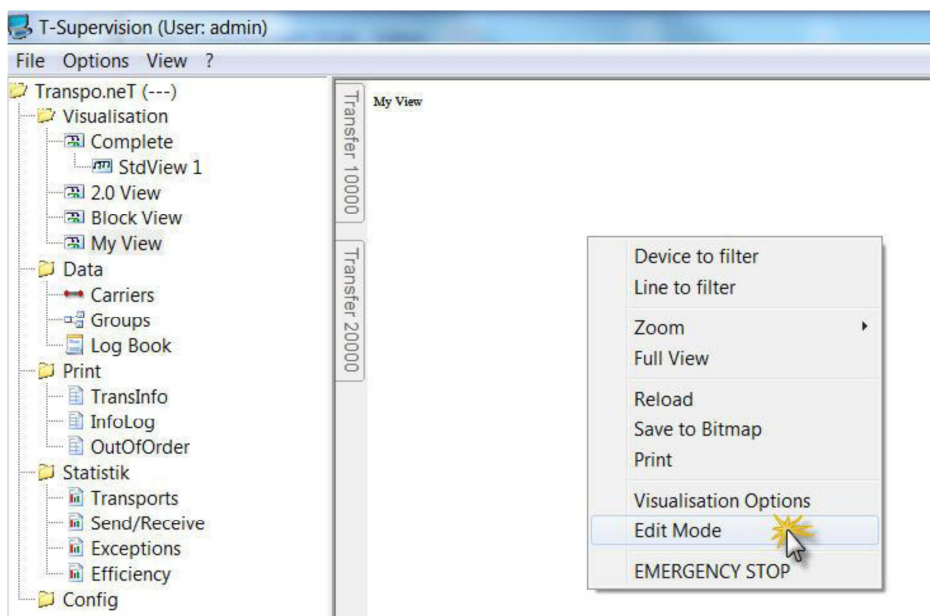 T-Supervision (User: admin)
File Options View ?
Transpo.neT (---)
Visualisation
Complete
StdView 1
2.0 View
Block View
My View
Data
Carriers
Groups
Log Book
Print
TransInfo
InfoLog
OutOfOrder
Statistik
Transports
Send/Receive
Exceptions
Efficiency
Config
Transfer 10000
Transfer 20000
My View
Device to filter
Line to filter
Zoom
Full View
Reload
Save to Bitmap
Print
Visualisation Options
Edit Mode
EMERGENCY STOP